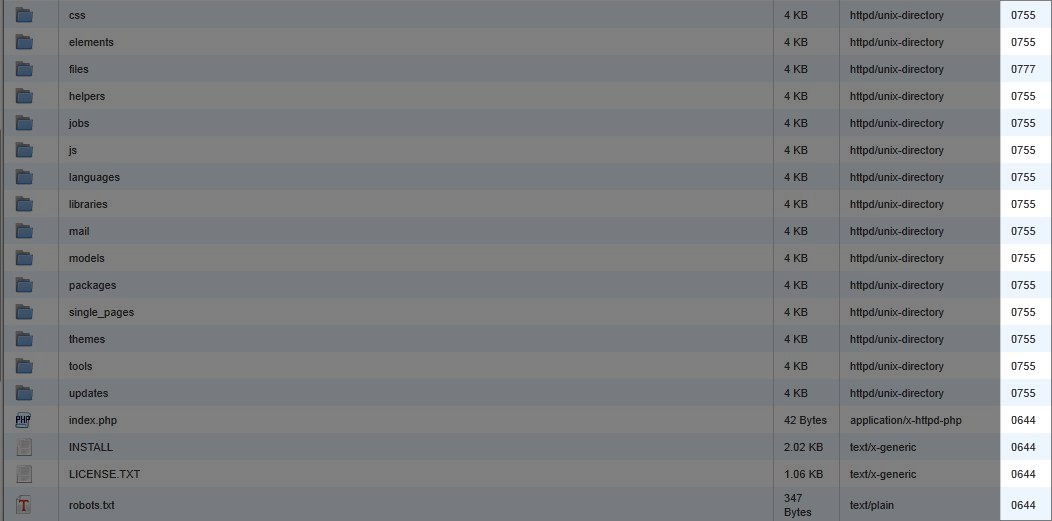 css 4 KB httpd/unix-directory 0755
elements 4 KB httpd/unix-directory 0755
files 4 KB httpd/unix-directory 0777
helpers 4 KB httpd/unix-directory 0755
jobs 4 KB httpd/unix-directory 0755
js 4 KB httpd/unix-directory 0755
languages 4 KB httpd/unix-directory 0755
libraries 4 KB httpd/unix-directory 0755
mail 4 KB httpd/unix-directory 0755
models 4 KB httpd/unix-directory 0755
packages 4 KB httpd/unix-directory 0755
single_pages 4 KB httpd/unix-directory 0755
themes 4 KB httpd/unix-directory 0755
tools 4 KB httpd/unix-directory 0755
updates 4 KB httpd/unix-directory 0755
PHP index.php 42 Bytes application/x-httpd-php 0644
INSTALL 2.02 KB text/x-generic 0644
LICENSE.TXT 1.06 KB text/x-generic 0644
T robots.txt 347 Bytes text/plain 0644